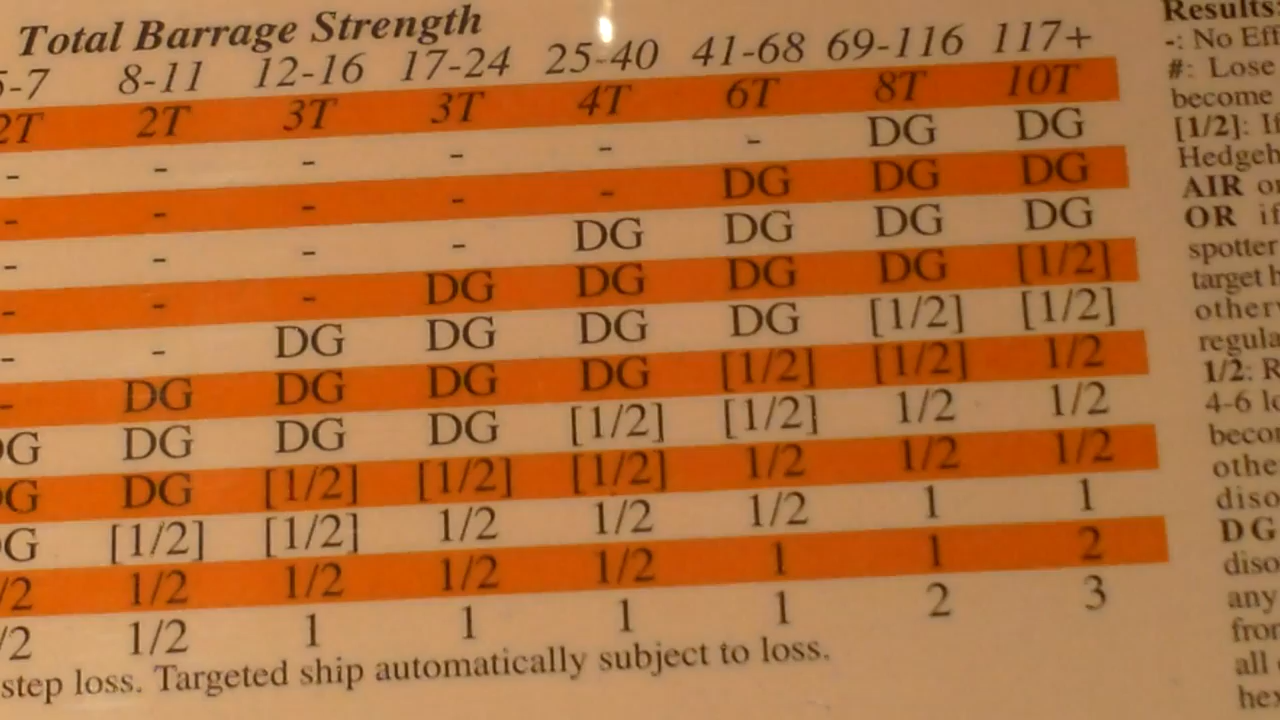 Total Barrage Strength
5-7 8-11 12-16 17-24 25-40 41-68 69-116 117+
2T 2T 3T 3T 4T 6T 8T 10T
- - - - - - DG DG
- - - - - DG DG DG
- - - - DG DG DG DG
- - - DG DG DG DG [1/2]
- - DG DG DG DG [1/2] [1/2]
- DG DG DG DG [1/2] [1/2] 1/2
DG DG DG DG [1/2] [1/2] 1/2 1/2
DG DG [1/2] [1/2] [1/2] 1/2 1/2 1/2
G [1/2] [1/2] 1/2 1/2 1/2 1 1
/2 1/2 1/2 1/2 1/2 1 1 2
/2 1/2 1 1 1 1 2 3
step loss. Targeted ship automatically subject to loss.
Results:
-: No Eff
#: Lose
become
[1/2]: If
Hedgeh
AIR or
OR if
spotter
target h
other
regula
1/2: R
4-6 lo
becom
othe
diso
DG
diso
any
from
all
hex